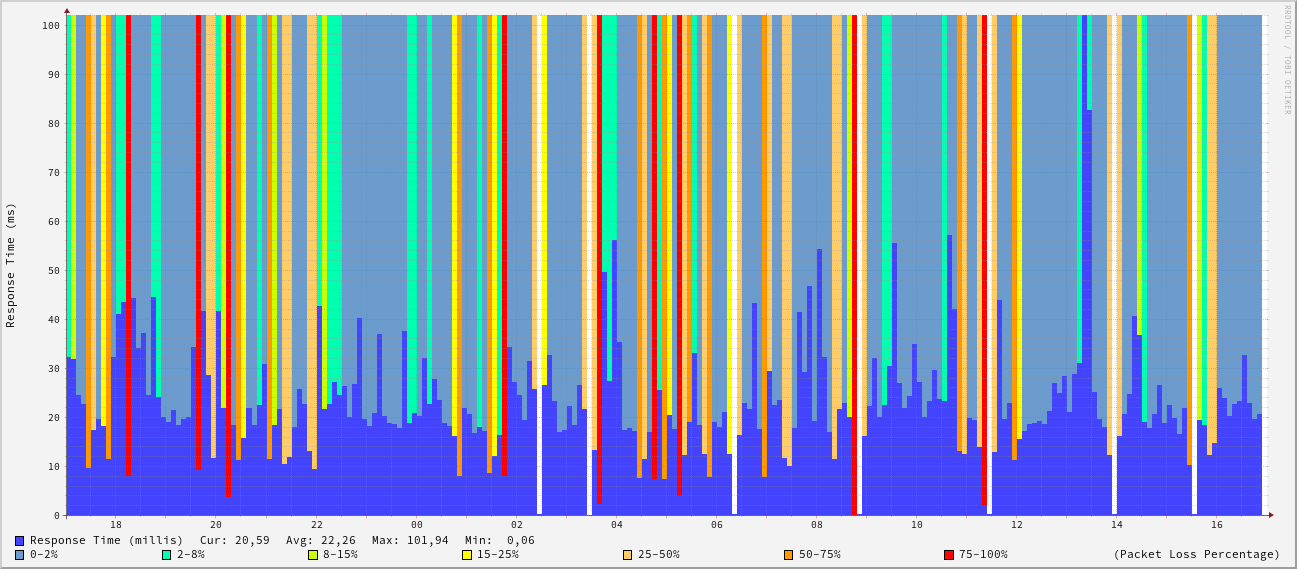 RRDTOOL / TOBI OETIKER
Response Time (ms)
100
90
80
70
60
50
40
30
20
10
0
18 20 22 00 02 04 06 08 10 12 14 16
Response Time (millis) Cur: 20,59 Avg: 22,26 Max: 101,94 Min: 0,06
0-2% 2-8% 8-15% 15-25% 25-50% 50-75% 75-100% (Packet Loss Percentage)